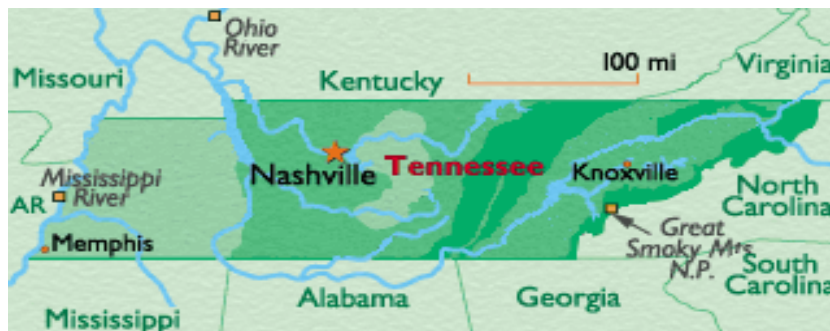 Ohio
River
Missouri
Kentucky
100 mi
Virginia
Nashville
Tennessee
Knoxville
Mississippi
River
AR
Memphis
North
Carolina
Great
Smoky Mts
N.P.
South
Carolina
Mississippi
Alabama
Georgia